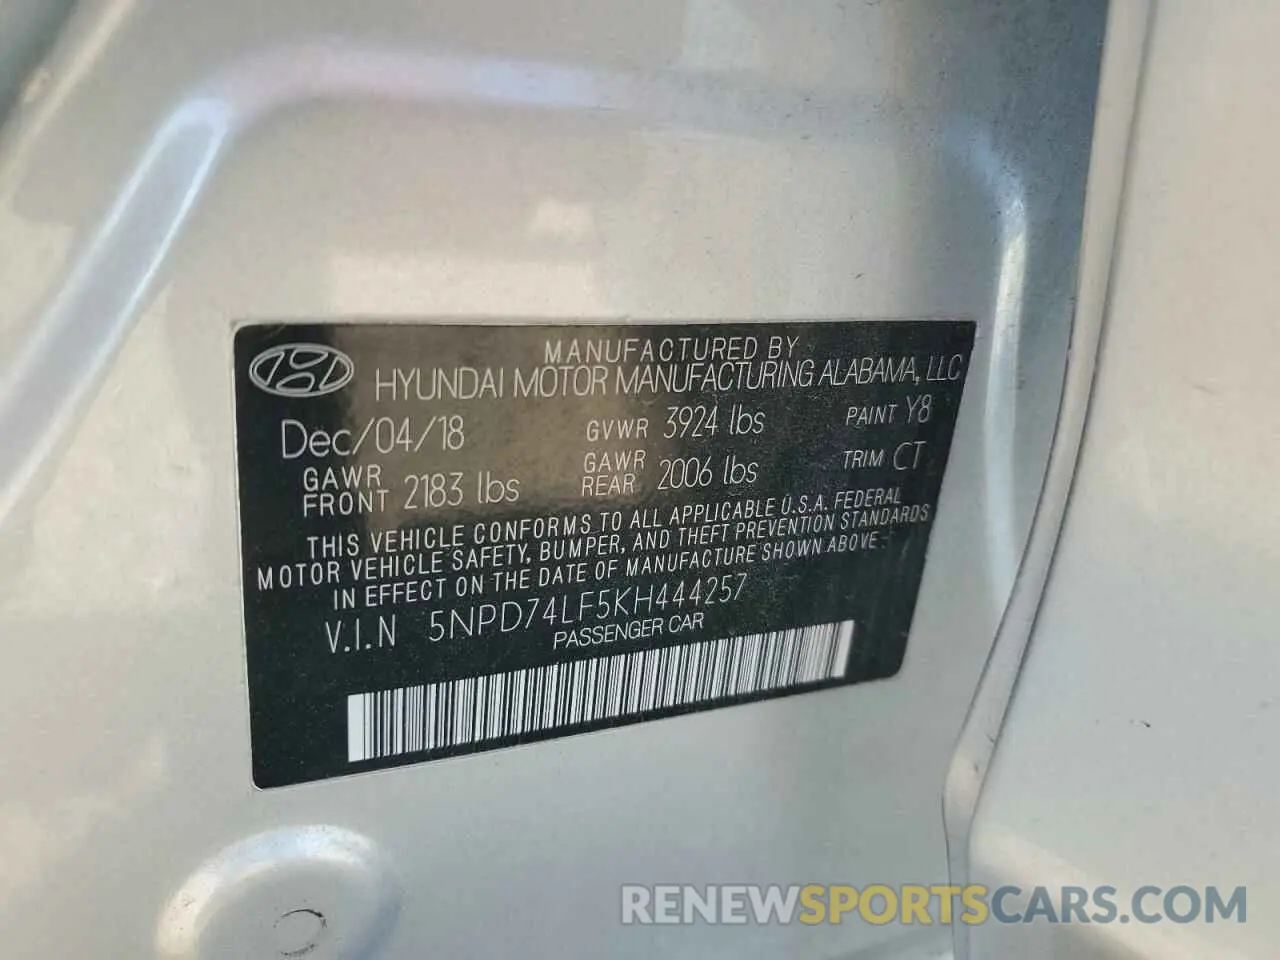 MANUFACTURED BY
HYUNDAI MOTOR MANUFACTURING ALABAMA, LLC
Dec/04/18 GVWR 3924 lbs PAINT Y8
GAWR FRONT 2183 lbs GAWR REAR 2006 lbs TRIM CT
THIS VEHICLE CONFORMS TO ALL APPLICABLE U.S.A. FEDERAL
MOTOR VEHICLE SAFETY, BUMPER, AND THEFT PREVENTION STANDARDS
IN EFFECT ON THE DATE OF MANUFACTURE SHOWN ABOVE.
V.I.N 5NPD74LF5KH444257
PASSENGER CAR
RENEWSPORTSCARS.COM